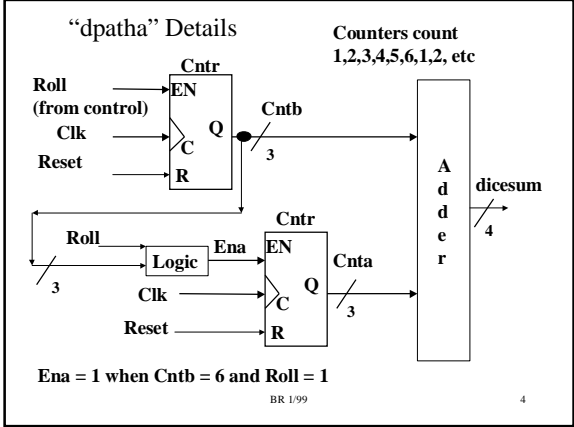 “dpatha” Details
Counters count
1,2,3,4,5,6,1,2, etc
Cntr
Roll
(from control)
EN
Cntb
Clk
Q
C
3
Reset
R
A
d
d
e
r
dicesum
4
Cntr
Roll
Logic
Ena
EN
Cnta
3
Clk
Q
C
3
Reset
R
Ena = 1 when Cntb = 6 and Roll = 1
BR 1/99
4